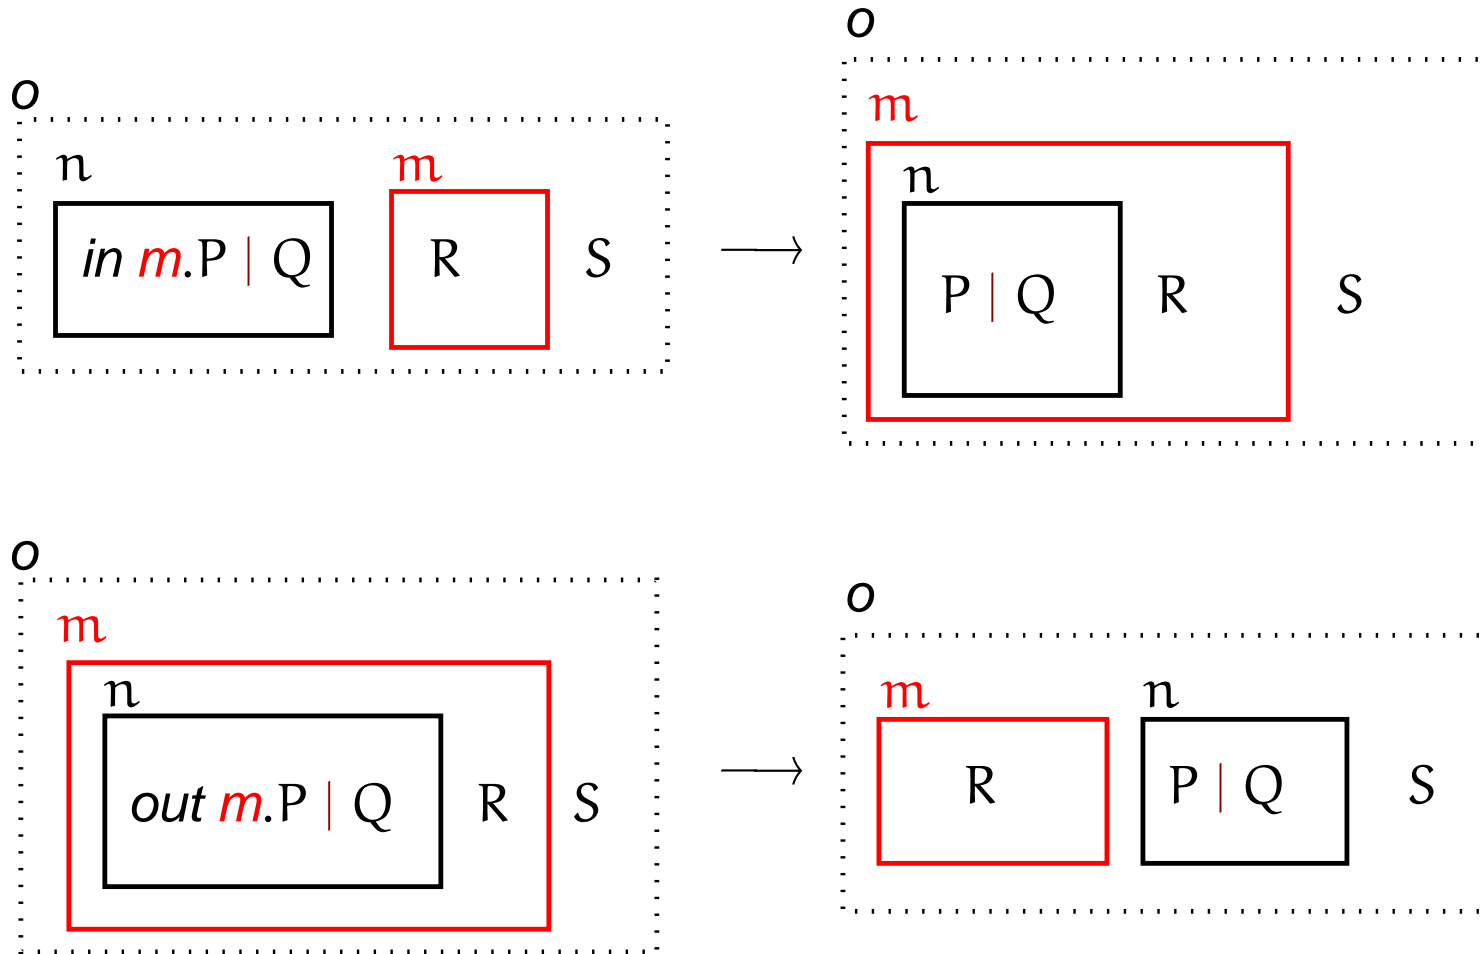 o
n m
in m.P | Q R S
⟶
o
m
n
P | Q R S
o
m
n
out m.P | Q R S
⟶
o
m n
R P | Q S